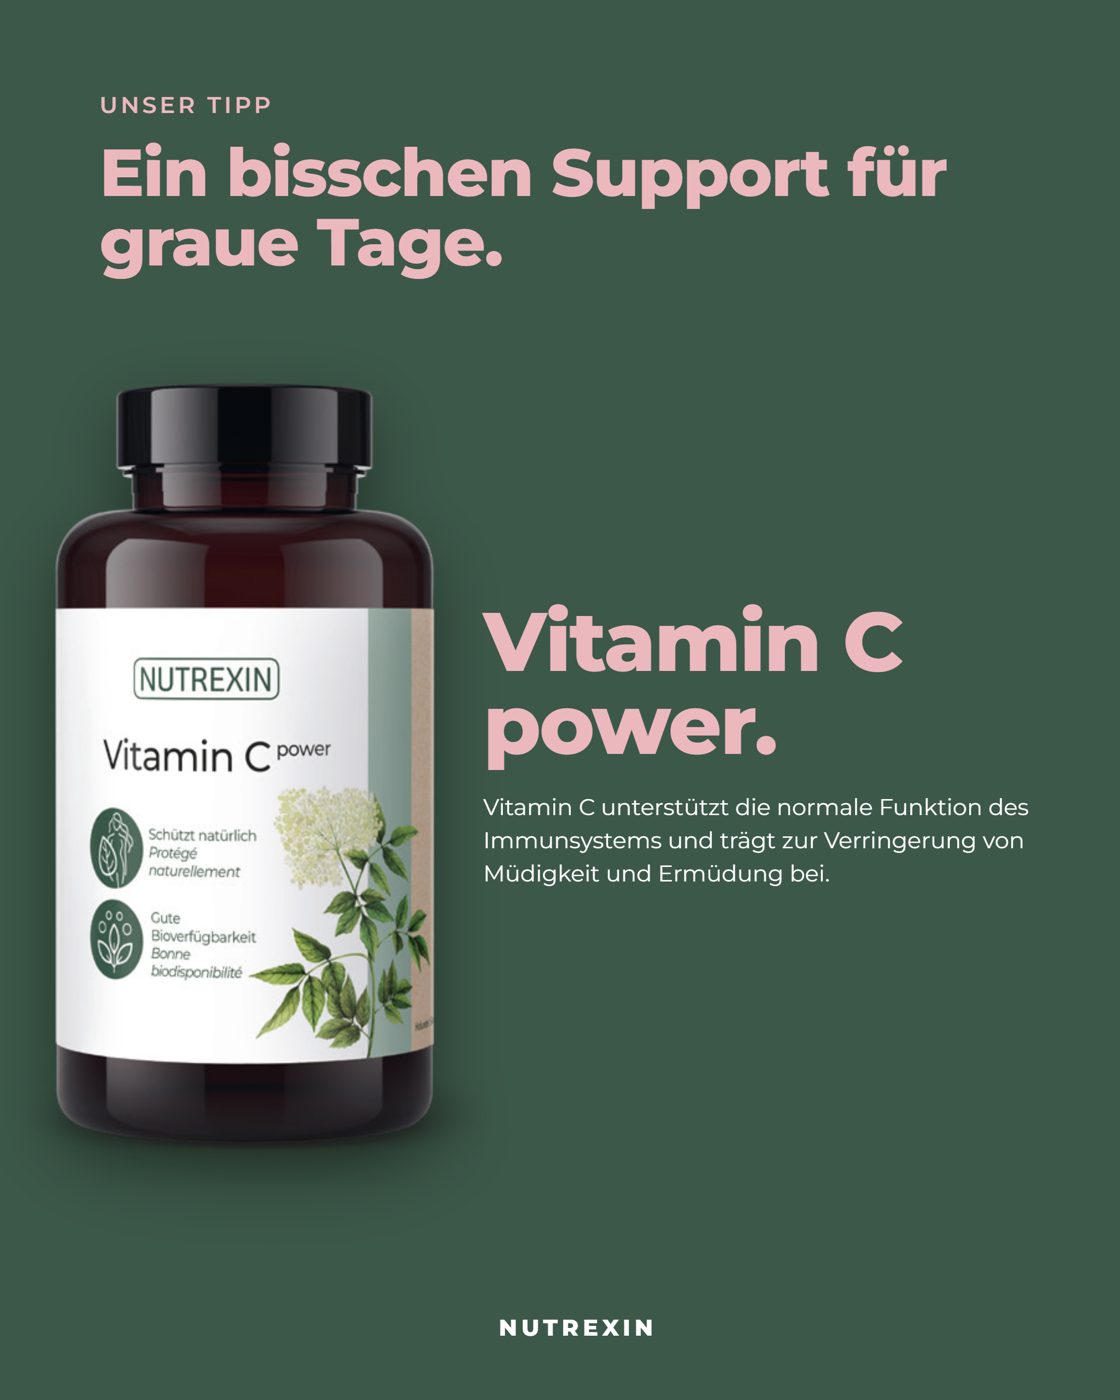 UNSER TIPP
Ein bisschen Support für
graue Tage.
NUTREXIN
Vitamin C power
Schützt natürlich
Protégé
naturellement
Gute
Bioverfügbarkeit
Bonne
biodisponibilité
Vitamin C
power.
Vitamin C unterstützt die normale Funktion des
Immunsystems und trägt zur Verringerung von
Müdigkeit und Ermüdung bei.
NUTREXIN